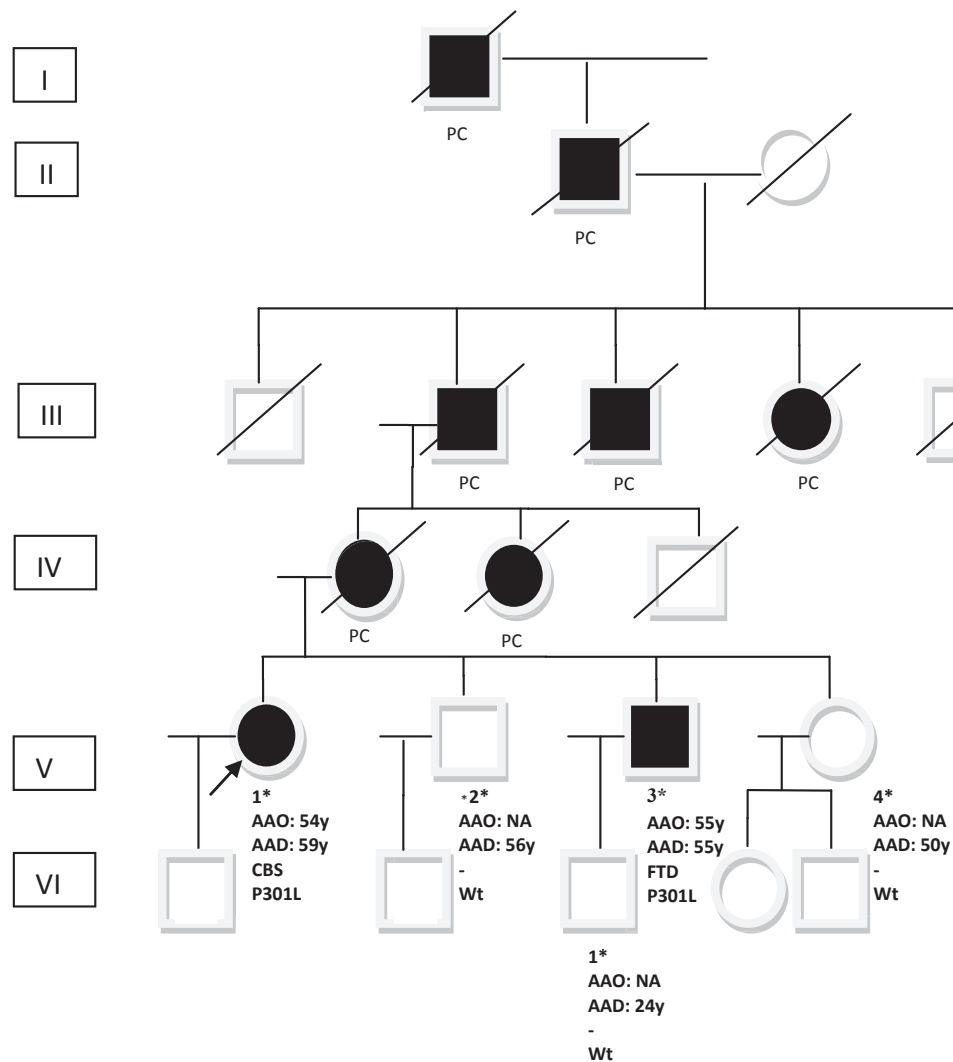 I
PC
II
PC
III
PC
PC
PC
IV
PC
PC
V
1*
AAO: 54y
AAD: 59y
CBS
P301L
*2*
AAO: NA
AAD: 56y
-
Wt
3*
AAO: 55y
AAD: 55y
FTD
P301L
4*
AAO: NA
AAD: 50y
-
Wt
VI
1*
AAO: NA
AAD: 24y
-
Wt